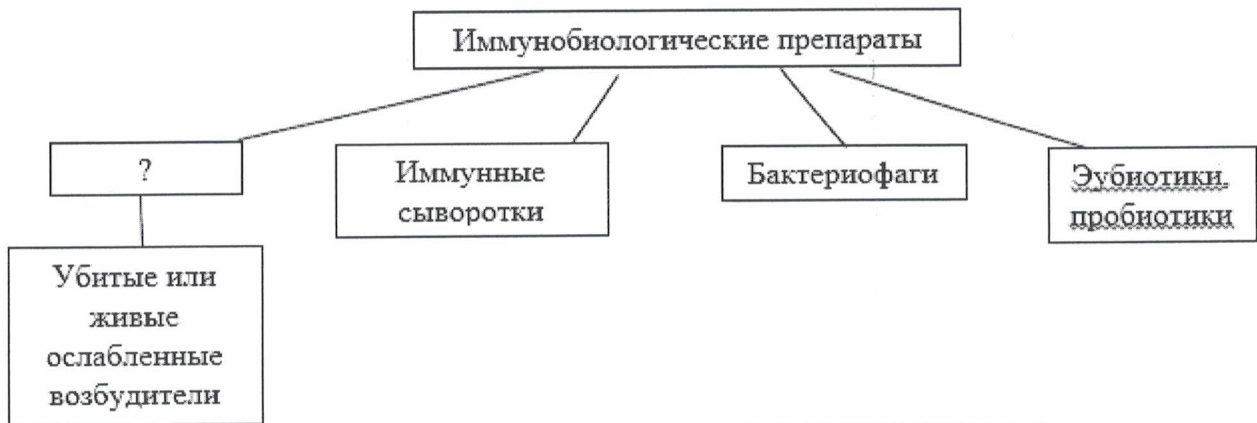 Иммунобиологические препараты
?
Иммунные
сыворотки
Бактериофаги
Эубиотики.
пробиотики
Убитые или
живые
ослабленные
возбудители